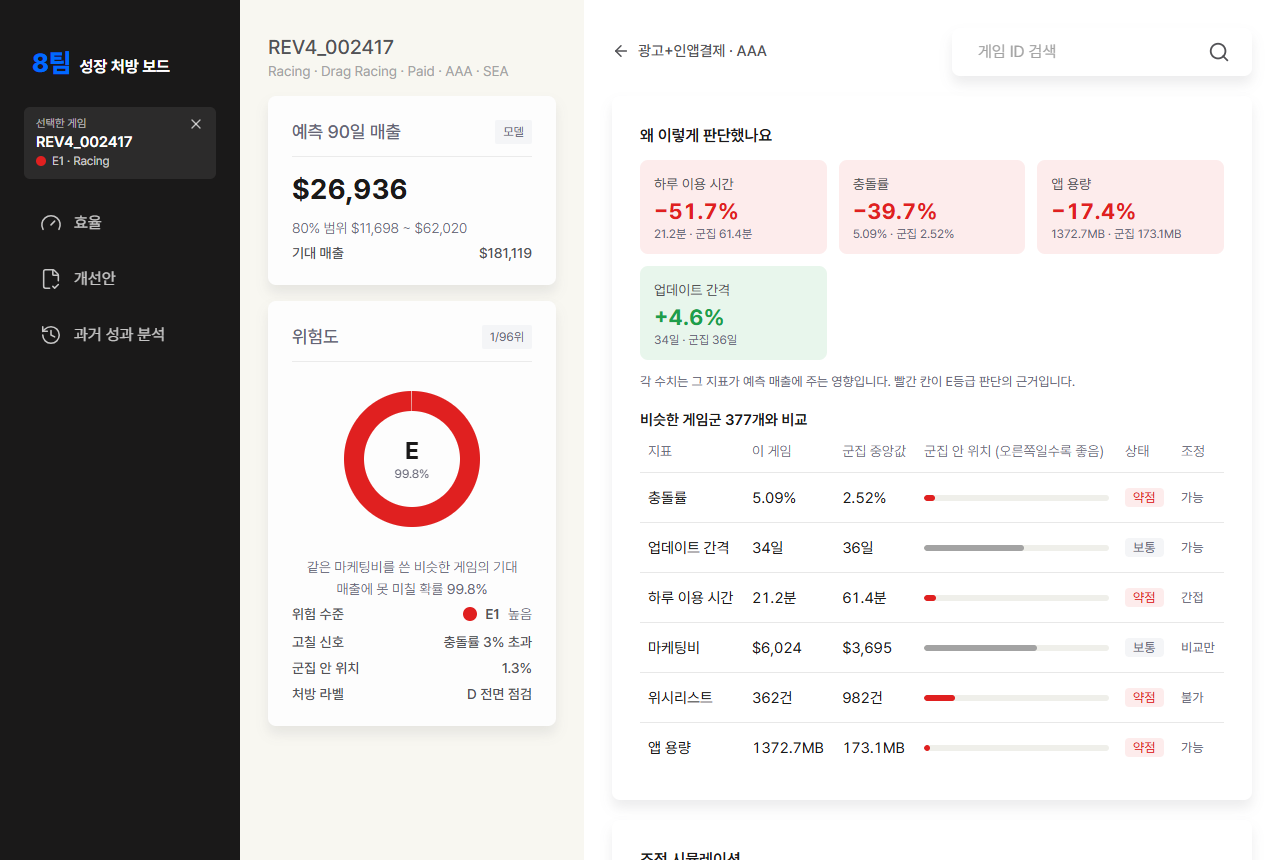 8팀 성장 처방 보드
선택한 게임
REV4_002417
E1 · Racing
효율
개선안
과거 성과 분석
REV4_002417
Racing · Drag Racing · Paid · AAA · SEA
예측 90일 매출 모델
$26,936
80% 범위 $11,698 ~ $62,020
기대 매출 $181,119
위험도 1/96위
E
99.8%
같은 마케팅비를 쓴 비슷한 게임의 기대
매출에 못 미칠 확률 99.8%
위험 수준 E1 높음
고칠 신호 충돌률 3% 초과
군집 안 위치 1.3%
처방 라벨 D 전면 점검
광고+인앱결제 · AAA
게임 ID 검색
왜 이렇게 판단했나요
하루 이용 시간
−51.7%
21.2분 · 군집 61.4분
충돌률
−39.7%
5.09% · 군집 2.52%
앱 용량
−17.4%
1372.7MB · 군집 173.1MB
업데이트 간격
+4.6%
34일 · 군집 36일
각 수치는 그 지표가 예측 매출에 주는 영향입니다. 빨간 칸이 E등급 판단의 근거입니다.
비슷한 게임군 377개와 비교
지표 이 게임 군집 중앙값 군집 안 위치 (오른쪽일수록 좋음) 상태 조정
충돌률 5.09% 2.52% 약점 가능
업데이트 간격 34일 36일 보통 가능
하루 이용 시간 21.2분 61.4분 약점 간접
마케팅비 $6,024 $3,695 보통 비교만
위시리스트 362건 982건 약점 불가
앱 용량 1372.7MB 173.1MB 약점 가능
조정 시뮬레이션